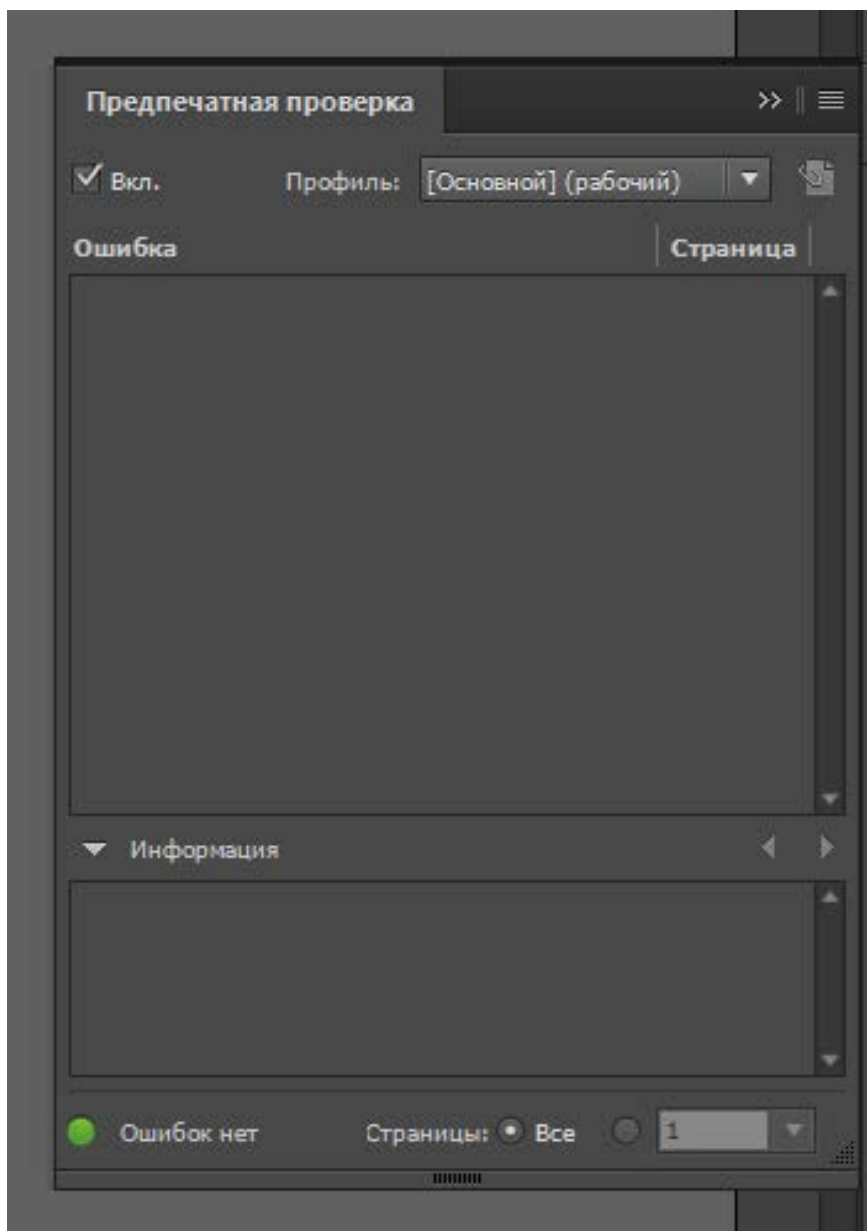 Предпечатная проверка
Вкл. Профиль: [Основной] (рабочий)
Ошибка Страница
Информация
Ошибок нет Страницы: Все 1